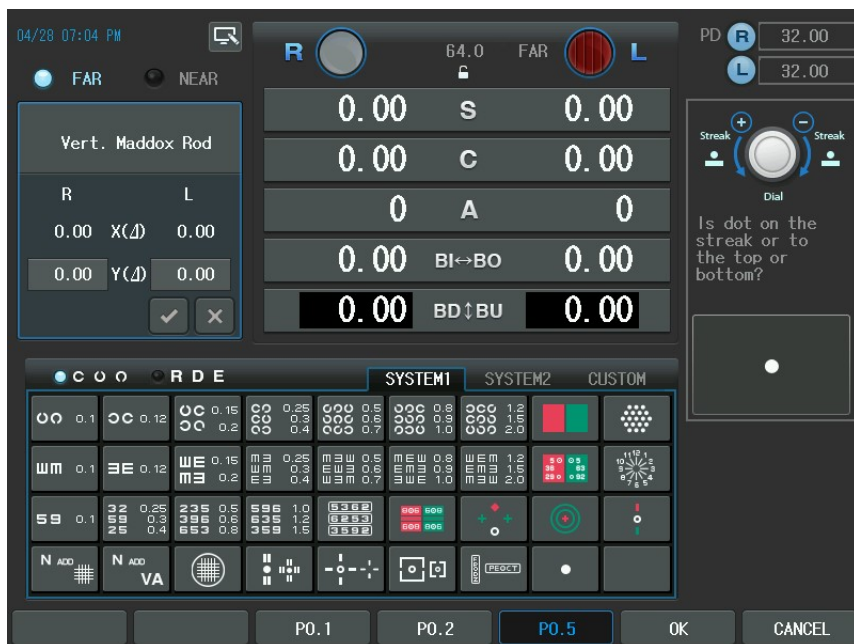 04/28 07:04 PM
FAR NEAR
Vert. Maddox Rod
R L
0.00 X(Δ) 0.00
0.00 Y(Δ) 0.00
R 64.0 FAR L
0.00 S 0.00
0.00 C 0.00
0 A 0
0.00 BI↔BO 0.00
0.00 BD↕BU 0.00
PD R 32.00
L 32.00
+ −
Streak Streak
Dial
Is dot on the
streak or to
the top or
bottom?
C R D E
SYSTEM1 SYSTEM2 CUSTOM
0.1
0.12
0.15
0.2
0.25
0.3
0.4
0.5
0.6
0.7
0.8
0.9
1.0
1.2
1.5
2.0
0.1
E 0.12
E 0.15
0.2
0.25
0.3
0.4
0.5
0.6
0.7
0.8
0.9
1.0
1.2
1.5
2.0
59 0.1
32 0.25
59 0.3
25 0.4
235 0.5
396 0.6
653 0.8
596 1.0
635 1.2
359 1.5
5362
6253
3592
N ADD
N ADD
VA
PEOCT
PO.1 PO.2 PO.5 OK CANCEL